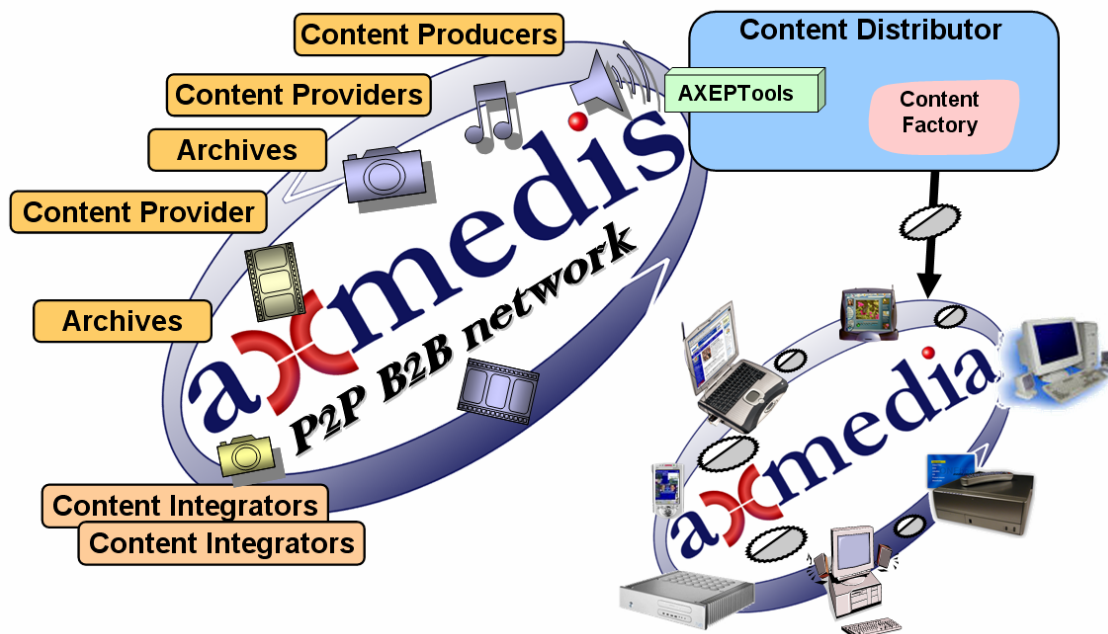 Content Producers
Content Distributor
Content Providers
AXEPTools
Content
Factory
Archives
Content Provider
axmedis
P2P B2B network
Archives
axmedia
Content Integrators
Content Integrators